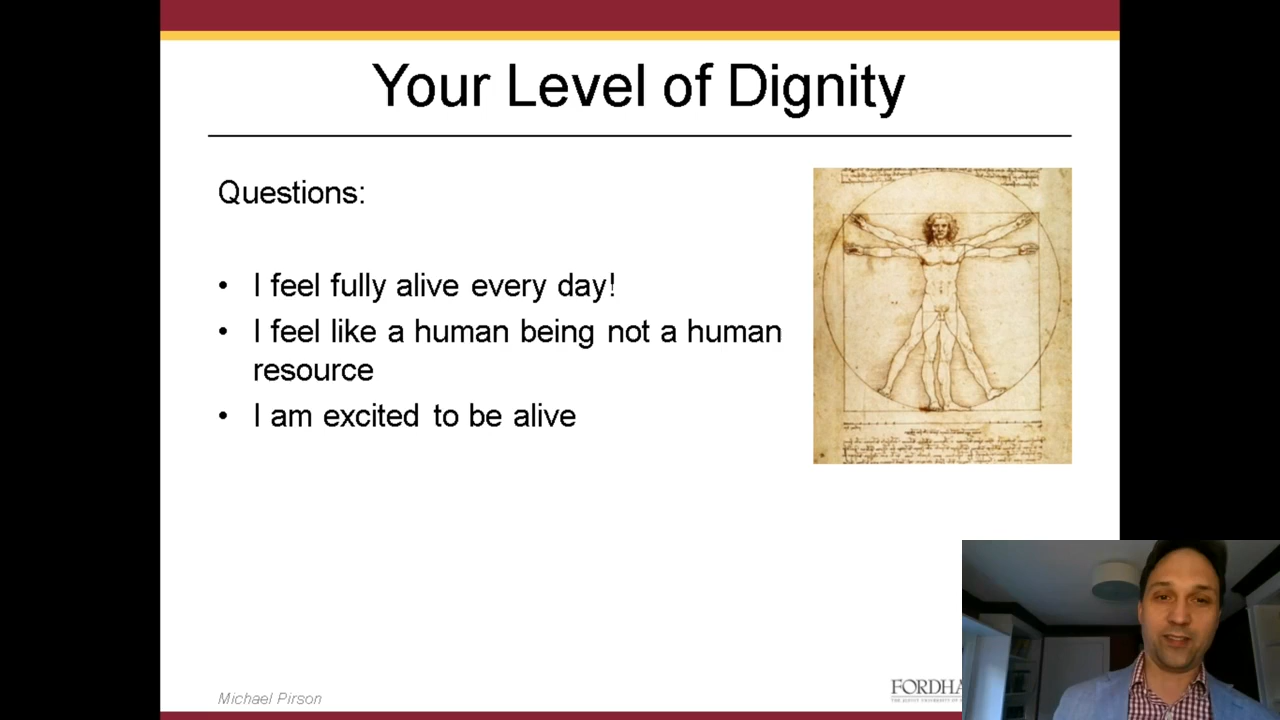 Your Level of Dignity
Questions:
• I feel fully alive every day!
• I feel like a human being not a human
resource
• I am excited to be alive
Michael Pirson
FORDHA